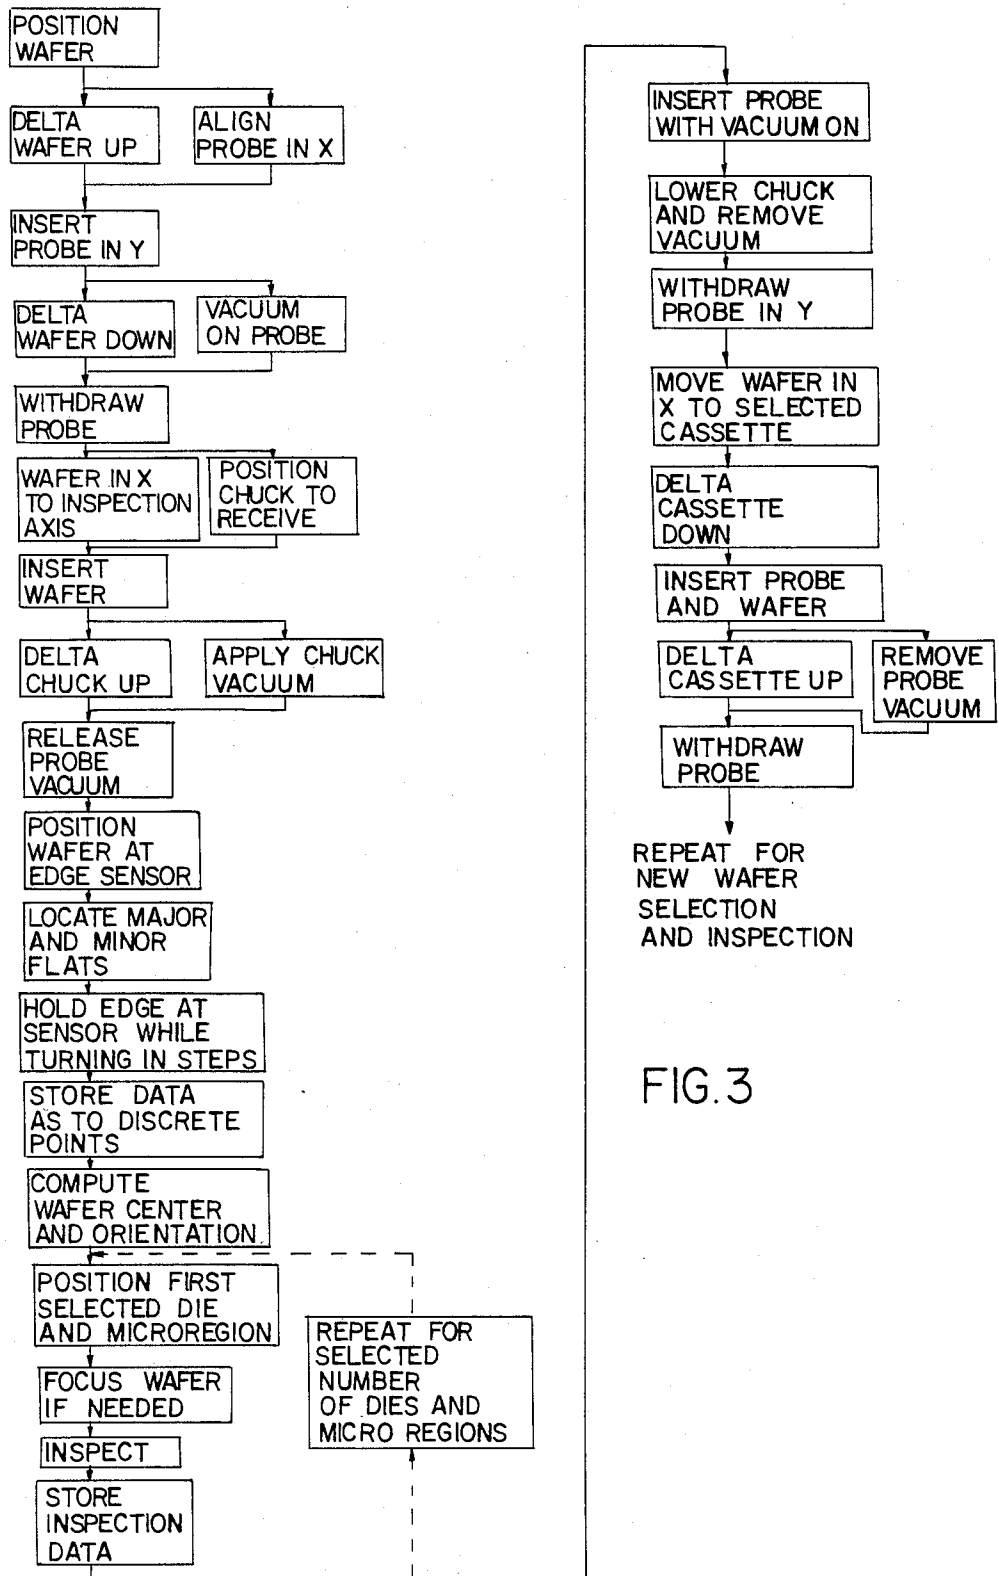 POSITION
WAFER
DELTA
WAFER UP
ALIGN
PROBE IN X
INSERT
PROBE IN Y
DELTA
WAFER DOWN
VACUUM
ON PROBE
WITHDRAW
PROBE
WAFER IN X
TO INSPECTION
AXIS
POSITION
CHUCK TO
RECEIVE
INSERT
WAFER
DELTA
CHUCK UP
APPLY CHUCK
VACUUM
RELEASE
PROBE
VACUUM
POSITION
WAFER AT
EDGE SENSOR
LOCATE MAJOR
AND MINOR
FLATS
HOLD EDGE AT
SENSOR WHILE
TURNING IN STEPS
STORE DATA
AS TO DISCRETE
POINTS
COMPUTE
WAFER CENTER
AND ORIENTATION
POSITION FIRST
SELECTED DIE
AND MICROREGION
FOCUS WAFER
IF NEEDED
INSPECT
STORE
INSPECTION
DATA
REPEAT FOR
SELECTED
NUMBER
OF DIES AND
MICRO REGIONS
INSERT PROBE
WITH VACUUM ON
LOWER CHUCK
AND REMOVE
VACUUM
WITHDRAW
PROBE IN Y
MOVE WAFER IN
X TO SELECTED
CASSETTE
DELTA
CASSETTE
DOWN
INSERT PROBE
AND WAFER
DELTA
CASSETTE UP
REMOVE
PROBE
VACUUM
WITHDRAW
PROBE
REPEAT FOR
NEW WAFER
SELECTION
AND INSPECTION
FIG. 3